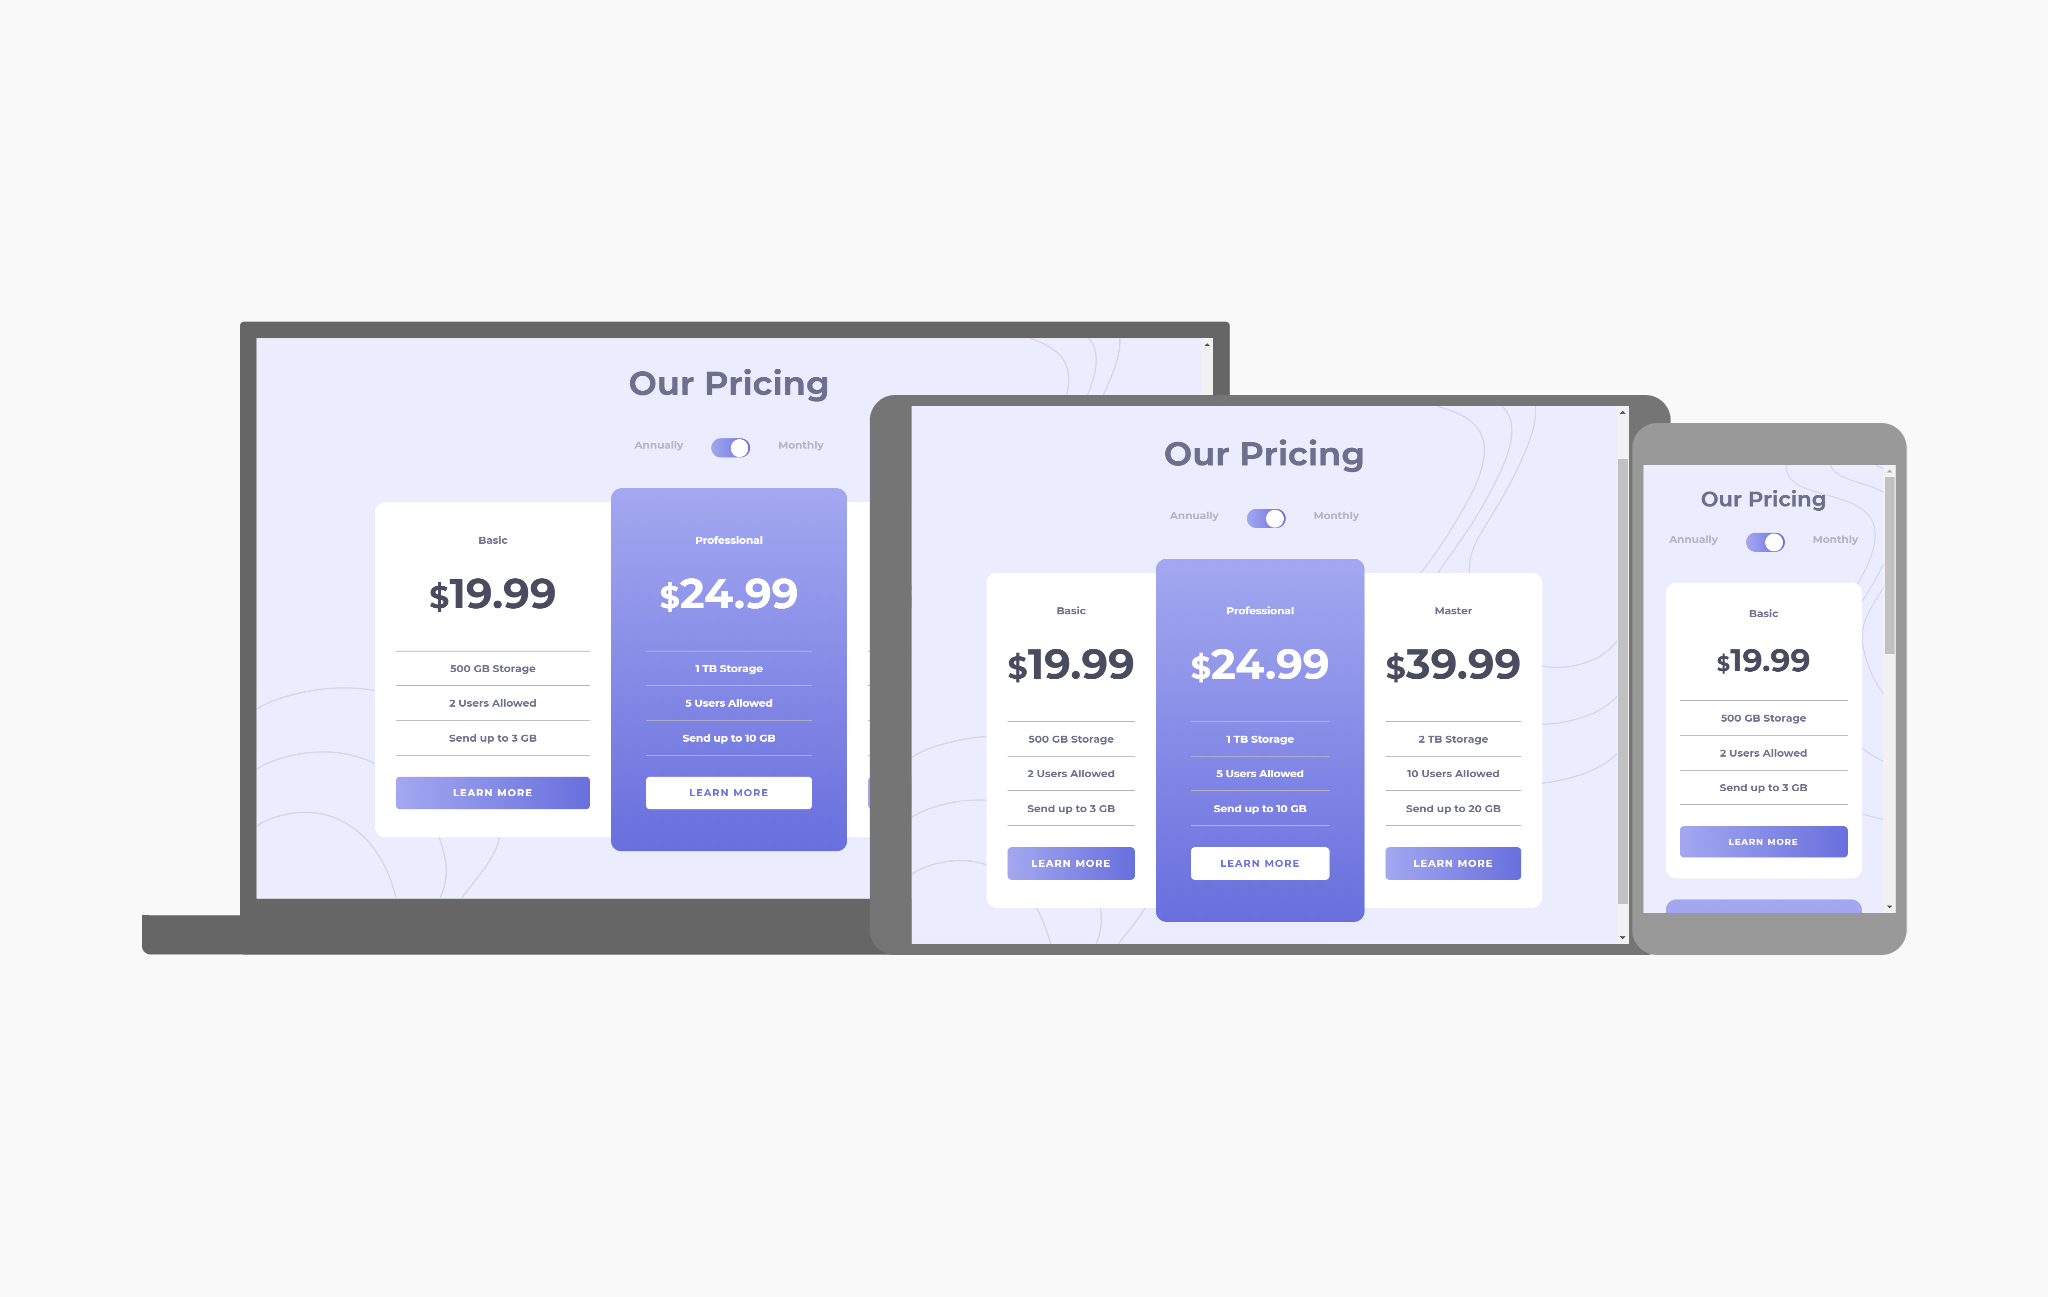 Our Pricing
Annually Monthly
Basic
$19.99
500 GB Storage
2 Users Allowed
Send up to 3 GB
LEARN MORE
Professional
$24.99
1 TB Storage
5 Users Allowed
Send up to 10 GB
LEARN MORE
Our Pricing
Annually Monthly
Basic
$19.99
500 GB Storage
2 Users Allowed
Send up to 3 GB
LEARN MORE
Professional
$24.99
1 TB Storage
5 Users Allowed
Send up to 10 GB
LEARN MORE
Master
$39.99
2 TB Storage
10 Users Allowed
Send up to 20 GB
LEARN MORE
Our Pricing
Annually Monthly
Basic
$19.99
500 GB Storage
2 Users Allowed
Send up to 3 GB
LEARN MORE